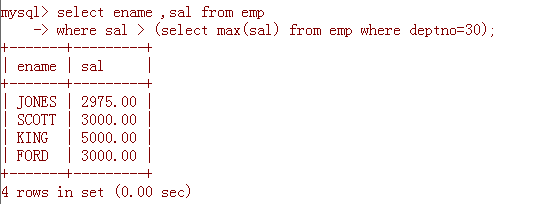 mysql> select ename ,sal from emp
    -> where sal > (select max(sal) from emp where deptno=30);
+-------+---------+
| ename | sal     |
+-------+---------+
| JONES | 2975.00 |
| SCOTT | 3000.00 |
| KING  | 5000.00 |
| FORD  | 3000.00 |
+-------+---------+
4 rows in set (0.00 sec)